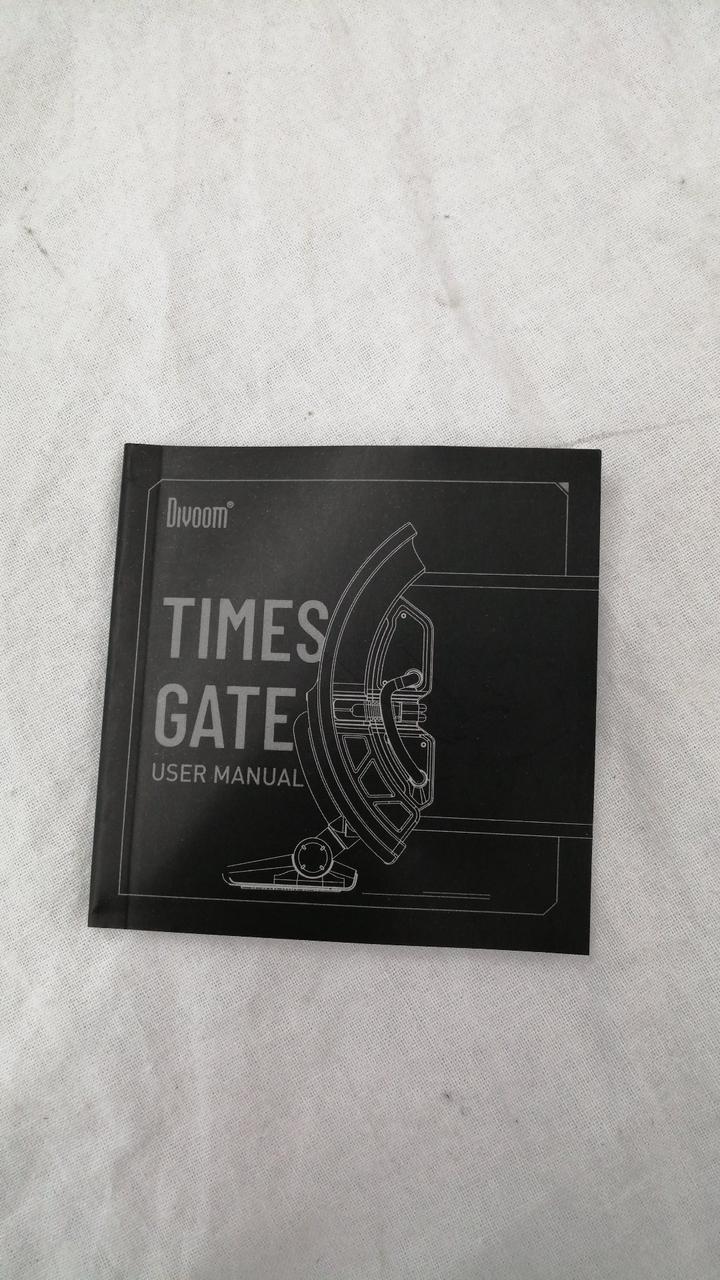 Divoom®
TIMES
GATE
USER MANUAL